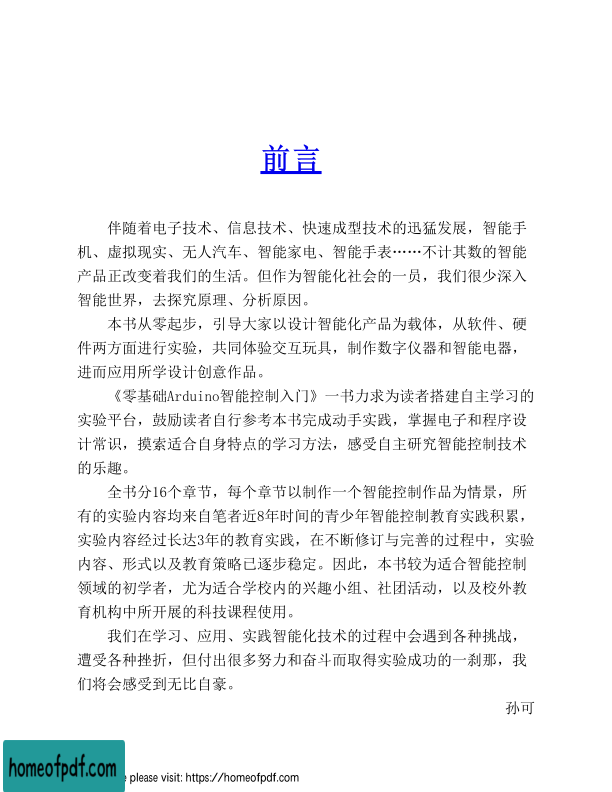 前言
伴随着电子技术、信息技术、快速成型技术的迅猛发展，智能手
机、虚拟现实、无人汽车、智能家电、智能手表……不计其数的智能
产品正改变着我们的生活。但作为智能化社会的一员，我们很少深入
智能世界，去探究原理、分析原因。
本书从零起步，引导大家以设计智能化产品为载体，从软件、硬
件两方面进行实验，共同体验交互玩具，制作数字仪器和智能电器，
进而应用所学设计创意作品。
《零基础Arduino智能控制入门》一书力求为读者搭建自主学习的
实验平台，鼓励读者自行参考本书完成动手实践，掌握电子和程序设
计常识，摸索适合自身特点的学习方法，感受自主研究智能控制技术
的乐趣。
全书分16个章节，每个章节以制作一个智能控制作品为情景，所
有的实验内容均来自笔者近8年时间的青少年智能控制教育实践积累，
实验内容经过长达3年的教育实践，在不断修订与完善的过程中，实验
内容、形式以及教育策略已逐步稳定。因此，本书较为适合智能控制
领域的初学者，尤为适合学校内的兴趣小组、社团活动，以及校外教
育机构中所开展的科技课程使用。
我们在学习、应用、实践智能化技术的过程中会遇到各种挑战，
遭受各种挫折，但付出很多努力和奋斗而取得实验成功的一刹那，我
们将会感受到无比自豪。
孙可
homeofpdf.com
e please visit: https://homeofpdf.com